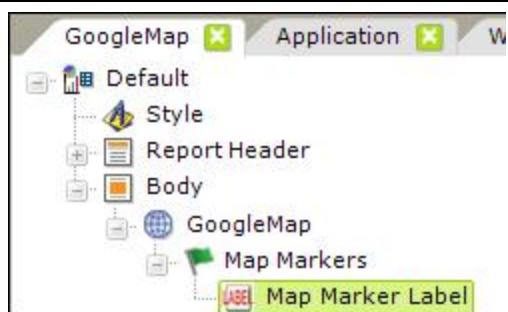 GoogleMap Application W
Default
Style
Report Header
Body
GoogleMap
Map Markers
LABEL Map Marker Label